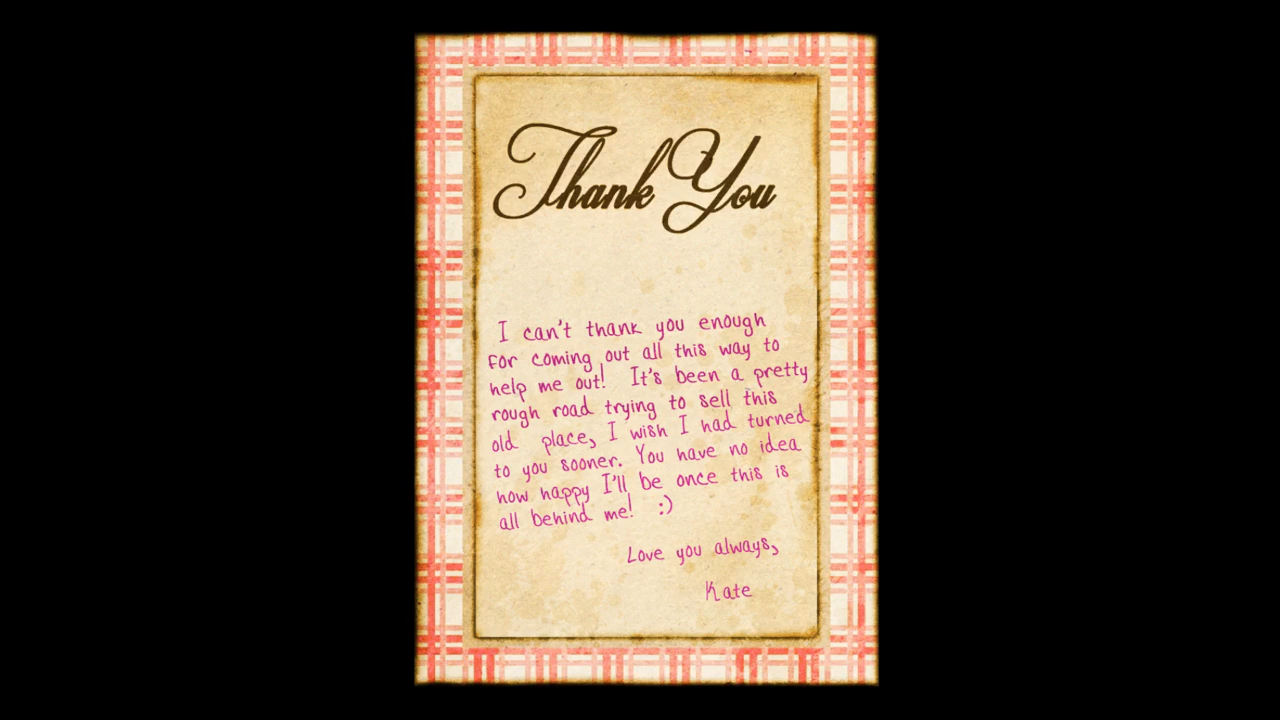 Thank You
I can't thank you enough
for coming out all this way to
help me out! It's been a pretty
rough road trying to sell this
old place, I wish I had turned
to you sooner. You have no idea
how happy I'll be once this is
all behind me! :)
Love you always,
Kate